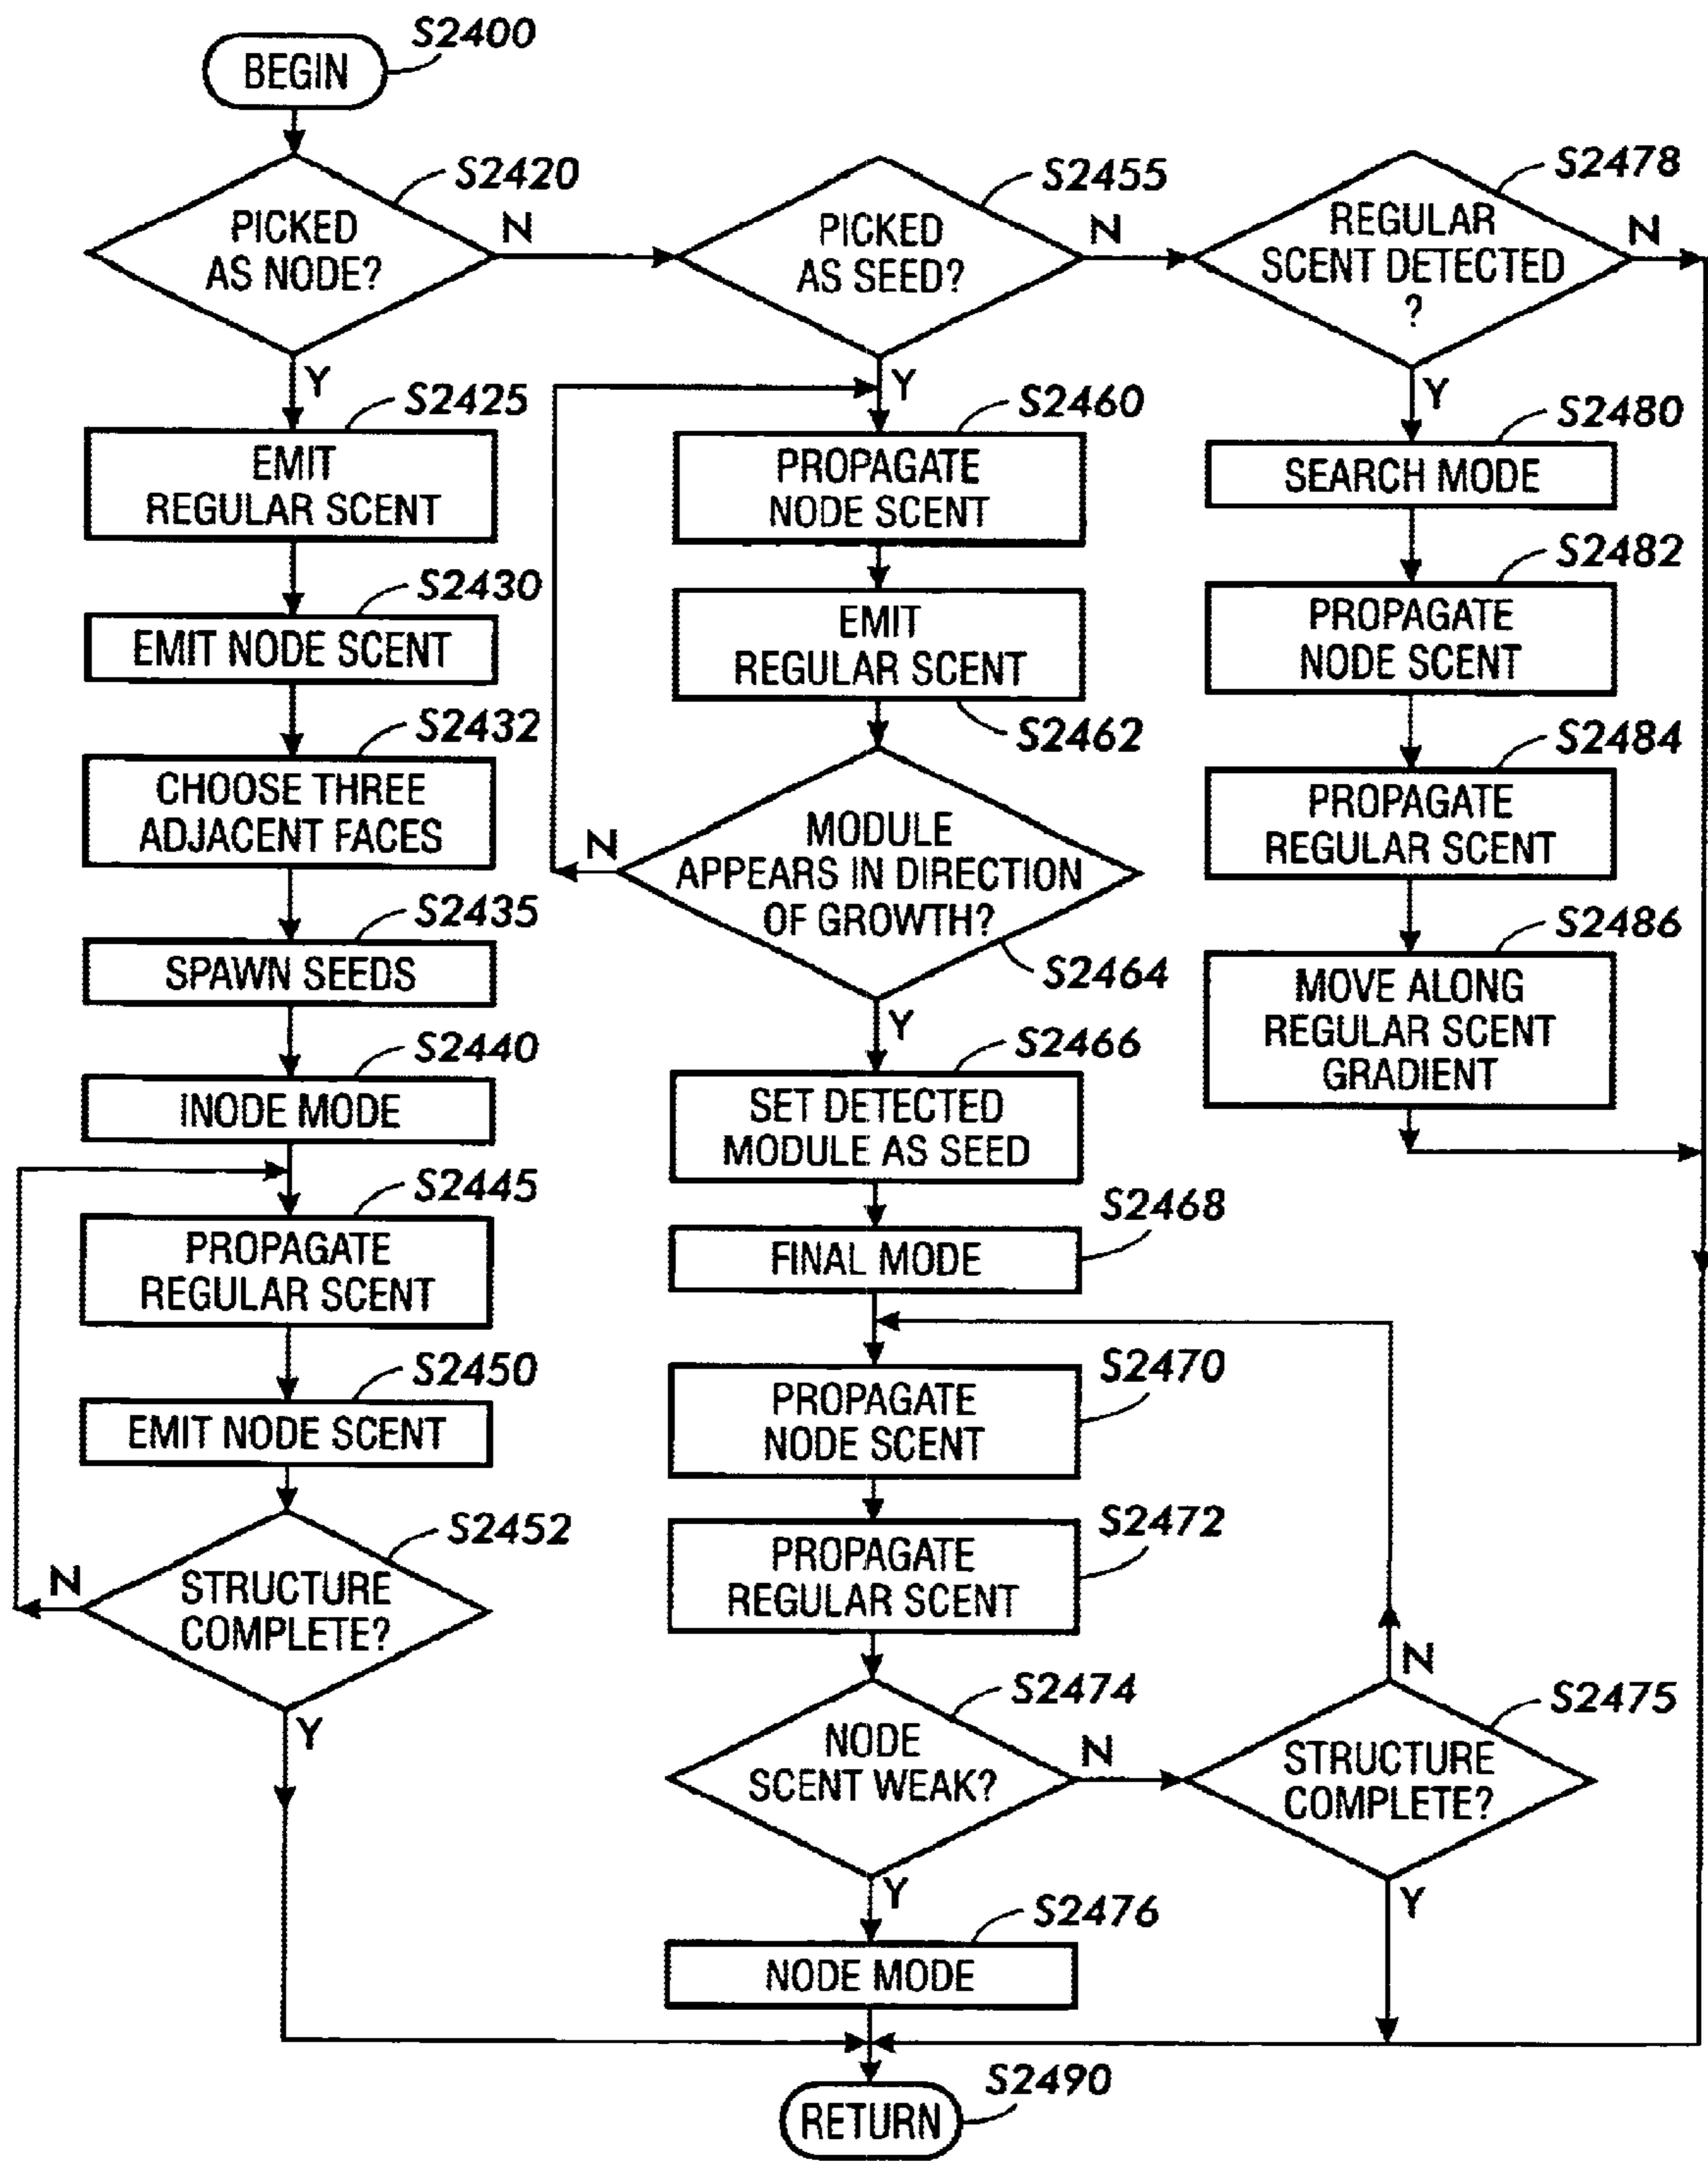 BEGIN
S2400
PICKED
AS NODE?
S2420
N
Y
S2425
EMIT
REGULAR SCENT
S2430
EMIT NODE SCENT
S2432
CHOOSE THREE
ADJACENT FACES
S2435
SPAWN SEEDS
S2440
INODE MODE
S2445
PROPAGATE
REGULAR SCENT
S2450
EMIT NODE SCENT
S2452
STRUCTURE
COMPLETE?
N
Y
S2455
PICKED
AS SEED?
N
Y
S2460
PROPAGATE
NODE SCENT
EMIT
REGULAR SCENT
S2462
MODULE
APPEARS IN DIRECTION
OF GROWTH?
N
S2464
Y
S2466
SET DETECTED
MODULE AS SEED
S2468
FINAL MODE
S2470
PROPAGATE
NODE SCENT
S2472
PROPAGATE
REGULAR SCENT
S2474
NODE
SCENT WEAK?
N
Y
S2475
STRUCTURE
COMPLETE?
N
Y
S2476
NODE MODE
S2478
REGULAR
SCENT DETECTED
?
N
Y
S2480
SEARCH MODE
S2482
PROPAGATE
NODE SCENT
S2484
PROPAGATE
REGULAR SCENT
S2486
MOVE ALONG
REGULAR SCENT
GRADIENT
S2490
RETURN